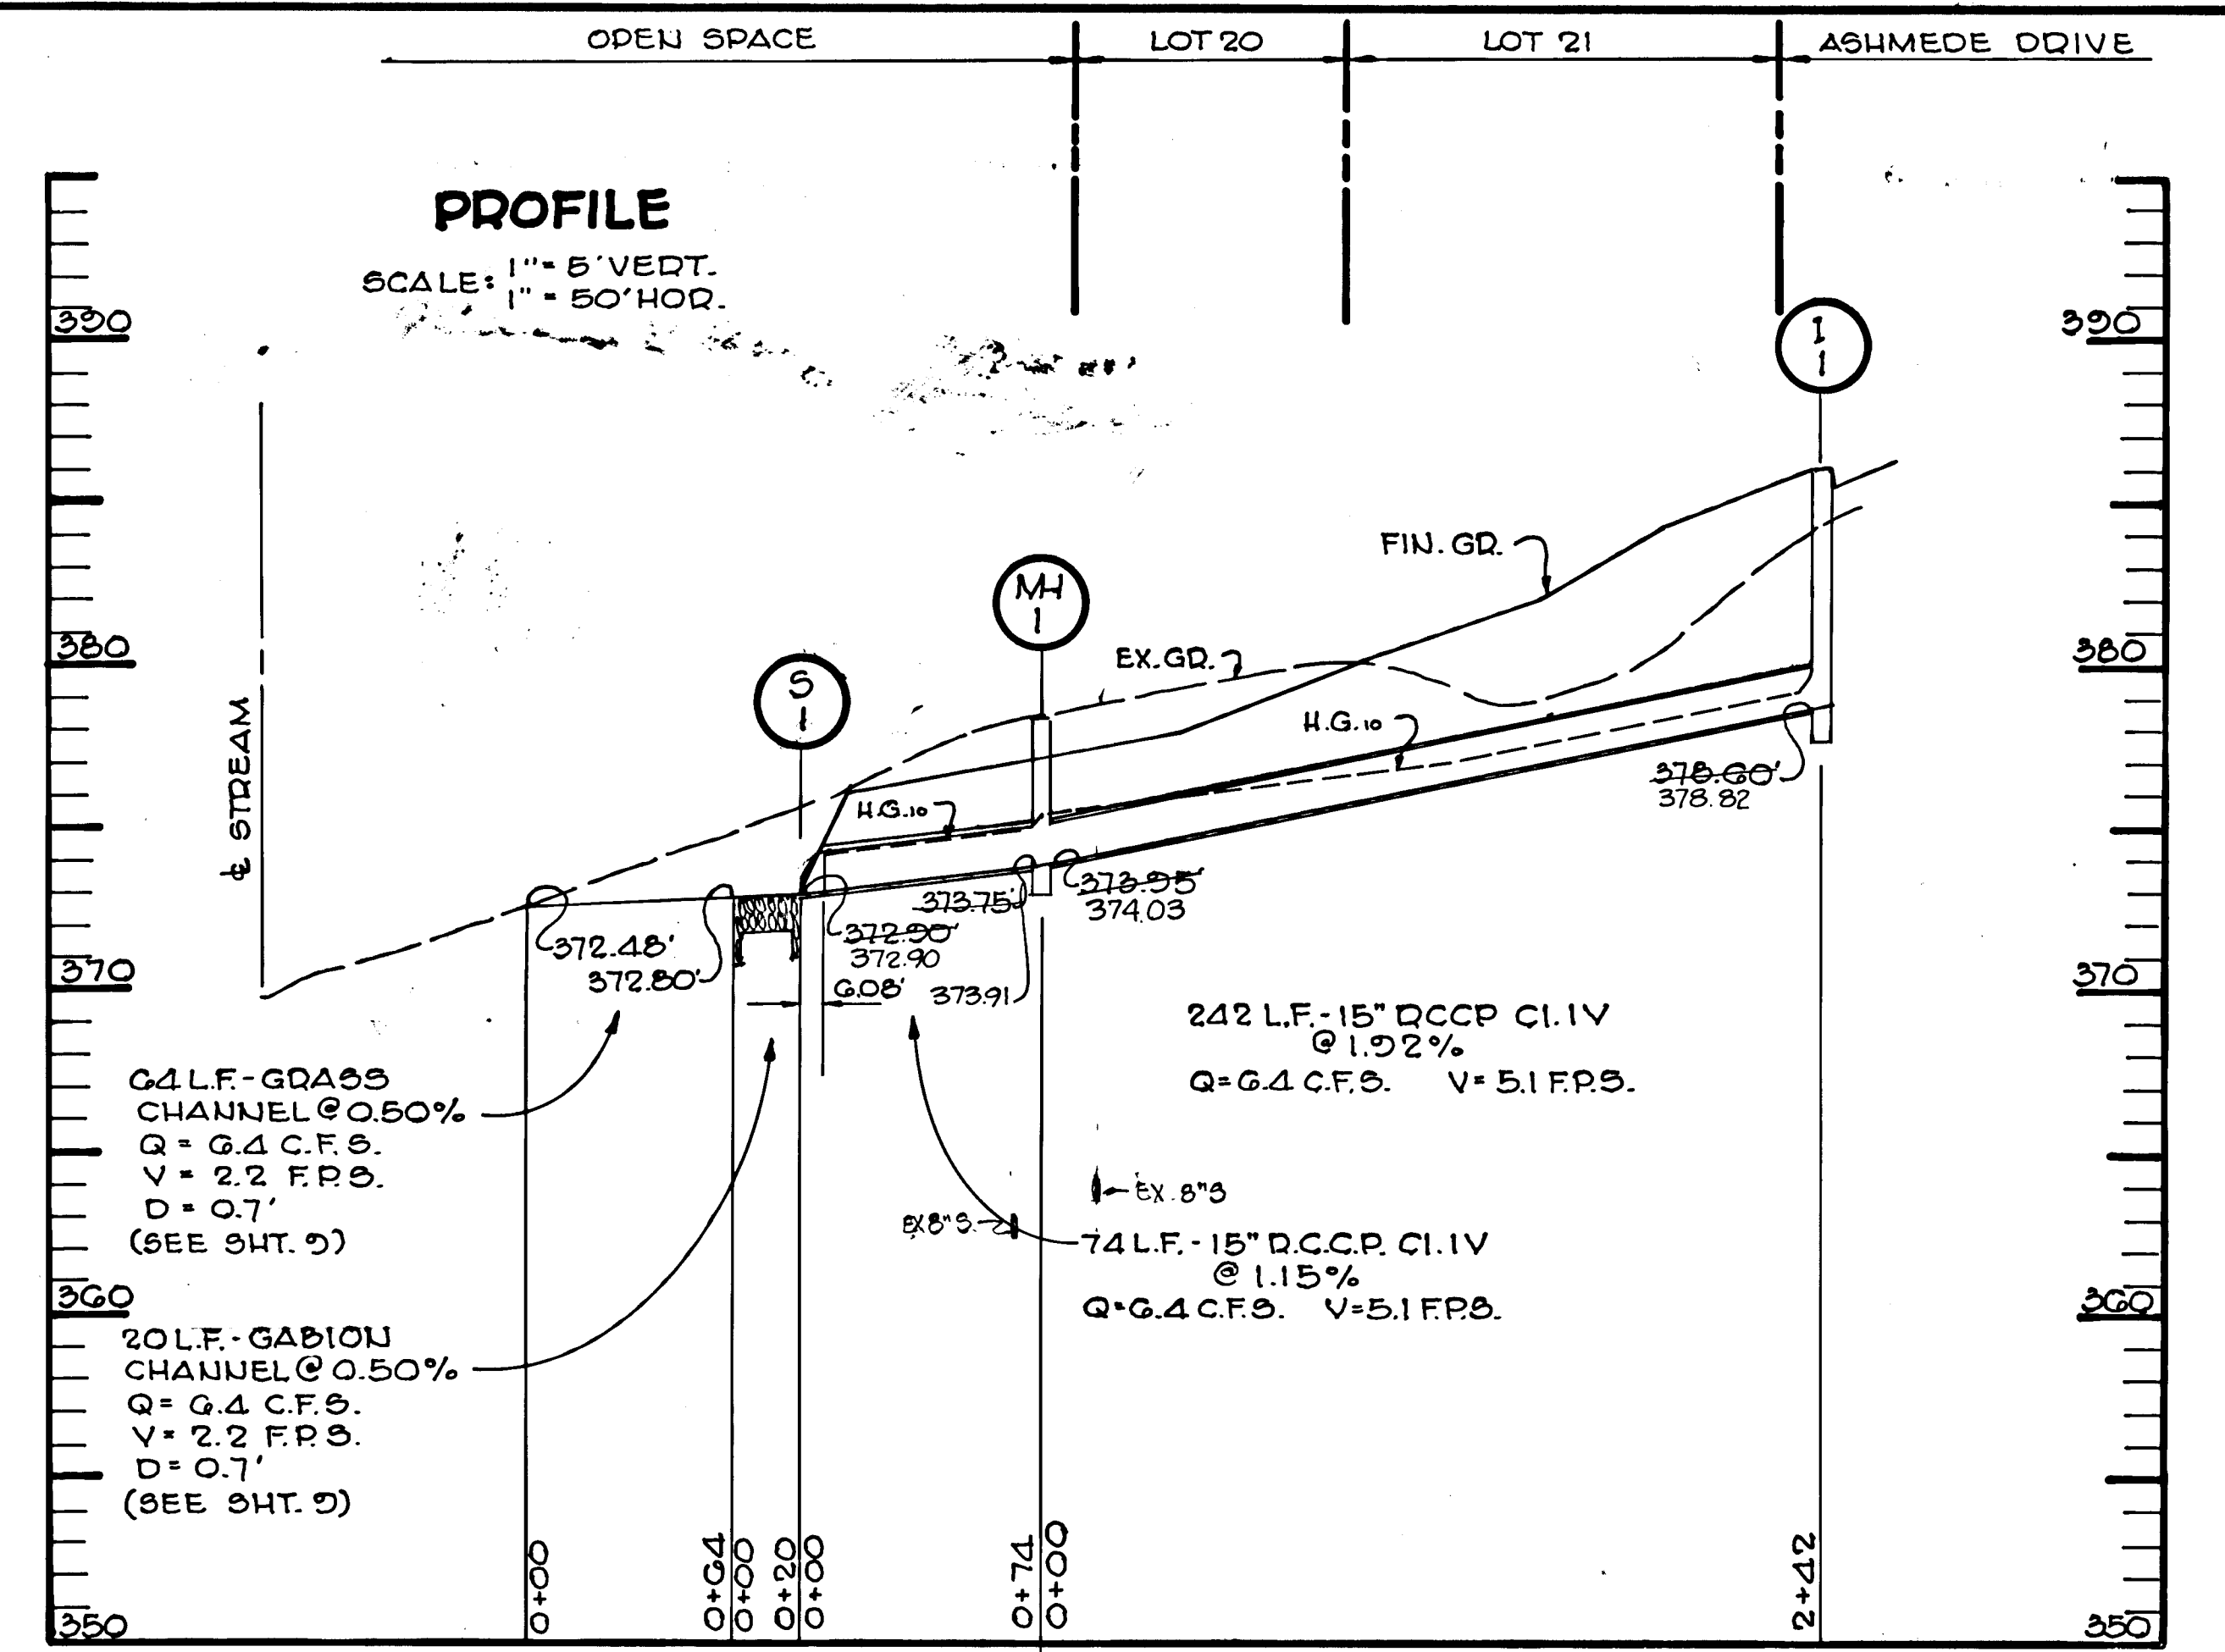 OPEN SPACE
LOT 20
LOT 21
ASHMEDE DRIVE
PROFILE
SCALE: 1" = 5' VERT.
1" = 50' HOR.
390
390
I
1
FIN. GR.
MH
1
EX. GR.
380
380
S
1
H.G.10
H.G.10
℄ STREAM
378.60'
378.82
373.75'
373.95'
374.03
372.48'
372.80'
372.90'
372.90
6.08'
373.91
370
370
242 L.F. - 15" RCCP Cl. IV
@ 1.92%
Q = 6.4 C.F.S. V = 5.1 F.P.S.
64 L.F. - GRASS
CHANNEL @ 0.50%
Q = 6.4 C.F.S.
V = 2.2 F.P.S.
D = 0.7'
(SEE SHT. 9)
EX. 8"S
EX 8" S.
74 L.F. - 15" R.C.C.P. Cl. IV
@ 1.15%
Q = 6.4 C.F.S. V = 5.1 F.P.S.
360
360
20 L.F. - GABION
CHANNEL @ 0.50%
Q = 6.4 C.F.S.
V = 2.2 F.P.S.
D = 0.7'
(SEE SHT. 9)
0+00
0+64
0+00
0+20
0+00
0+74
0+00
2+42
350
350